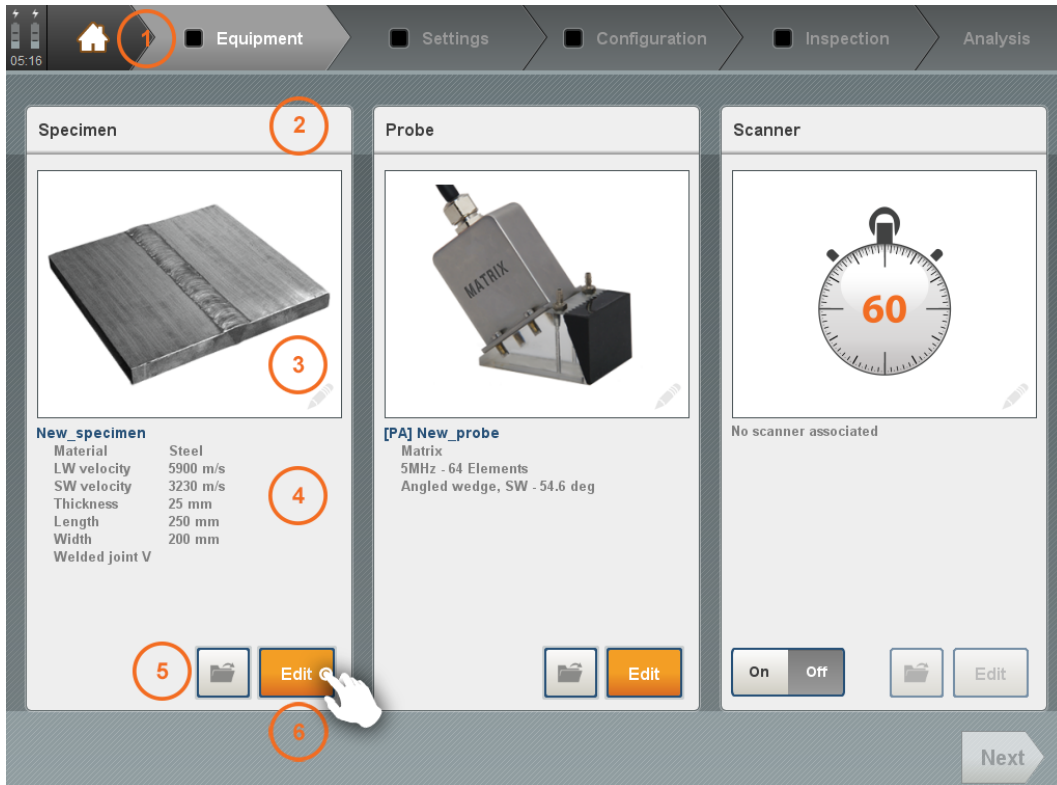 05:16
1
Equipment
Settings
Configuration
Inspection
Analysis
Specimen
2
Probe
Scanner
3
MATRIX
60
New_specimen
Material Steel
LW velocity 5900 m/s
SW velocity 3230 m/s
Thickness 25 mm
Length 250 mm
Width 200 mm
Welded joint V
4
[PA] New_probe
Matrix
5MHz - 64 Elements
Angled wedge, SW - 54.6 deg
No scanner associated
5
Edit
6
Edit
On Off
Edit
Next